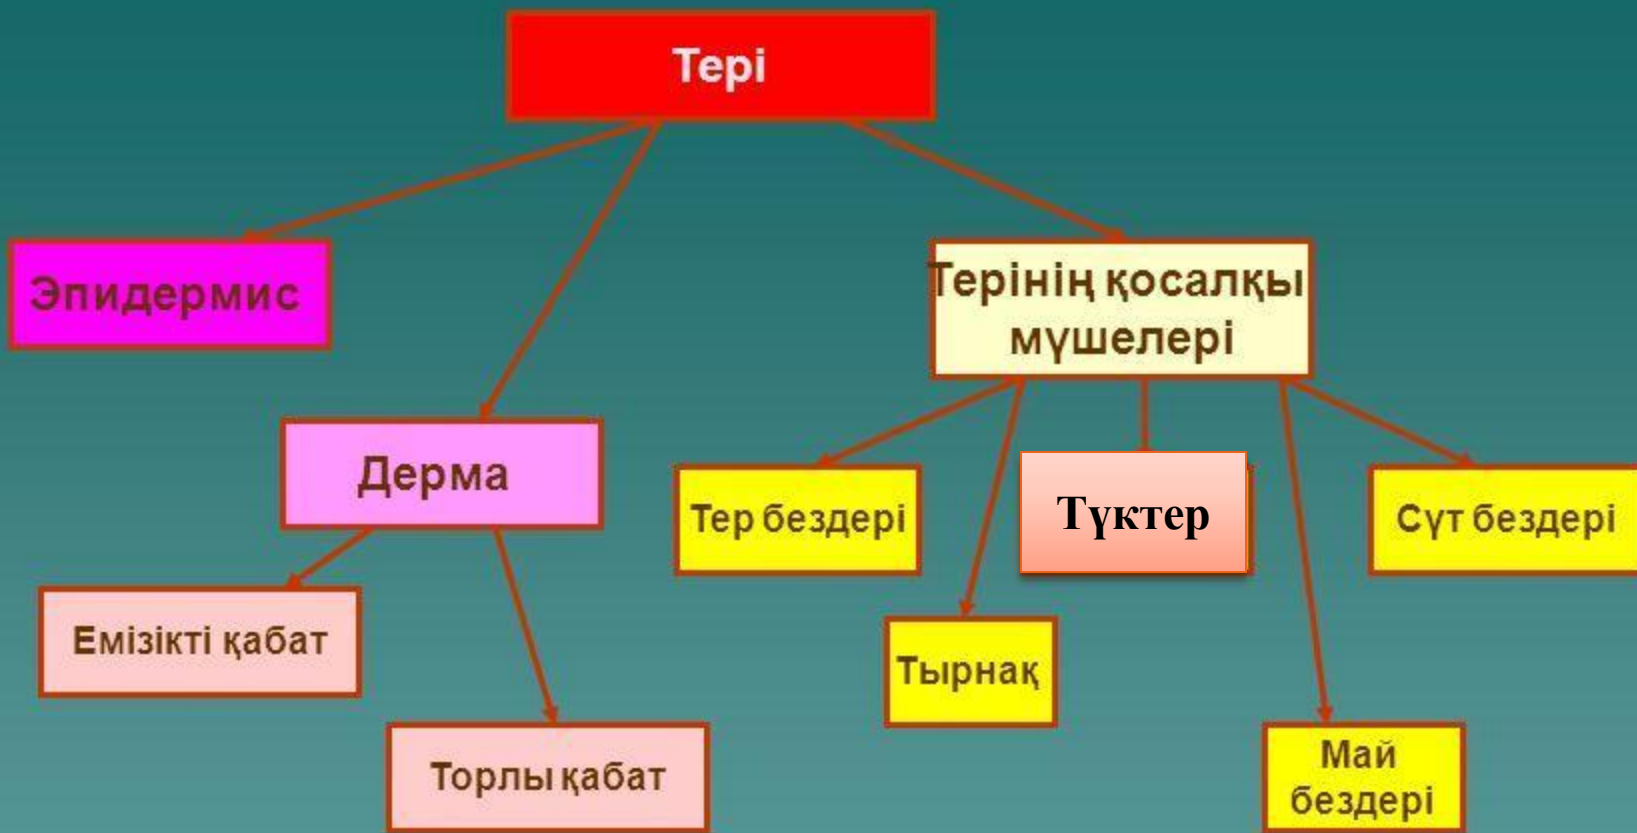 Тері
Эпидермис
Терінің қосалқы
мүшелері
Дерма
Тер бездері
Түктер
Сүт бездері
Емізікті қабат
Тырнақ
Торлы қабат
Май
бездері